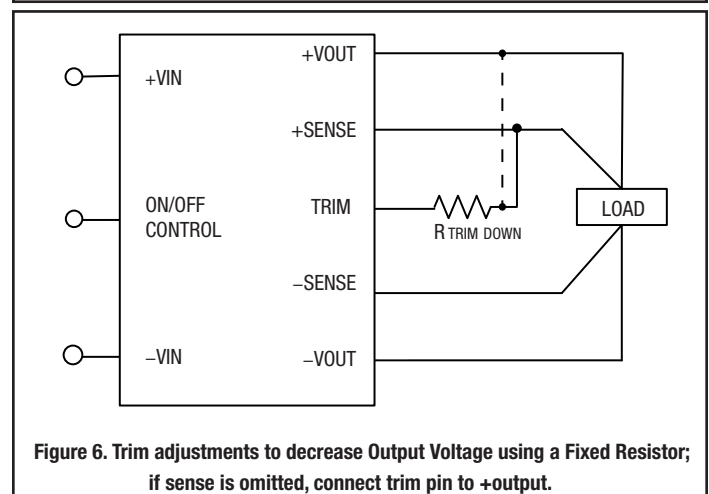 +VOUT
+VIN
+SENSE
ON/OFF
CONTROL
TRIM
R TRIM DOWN
LOAD
−SENSE
−VIN
−VOUT
Figure 6. Trim adjustments to decrease Output Voltage using a Fixed Resistor;
if sense is omitted, connect trim pin to +output.